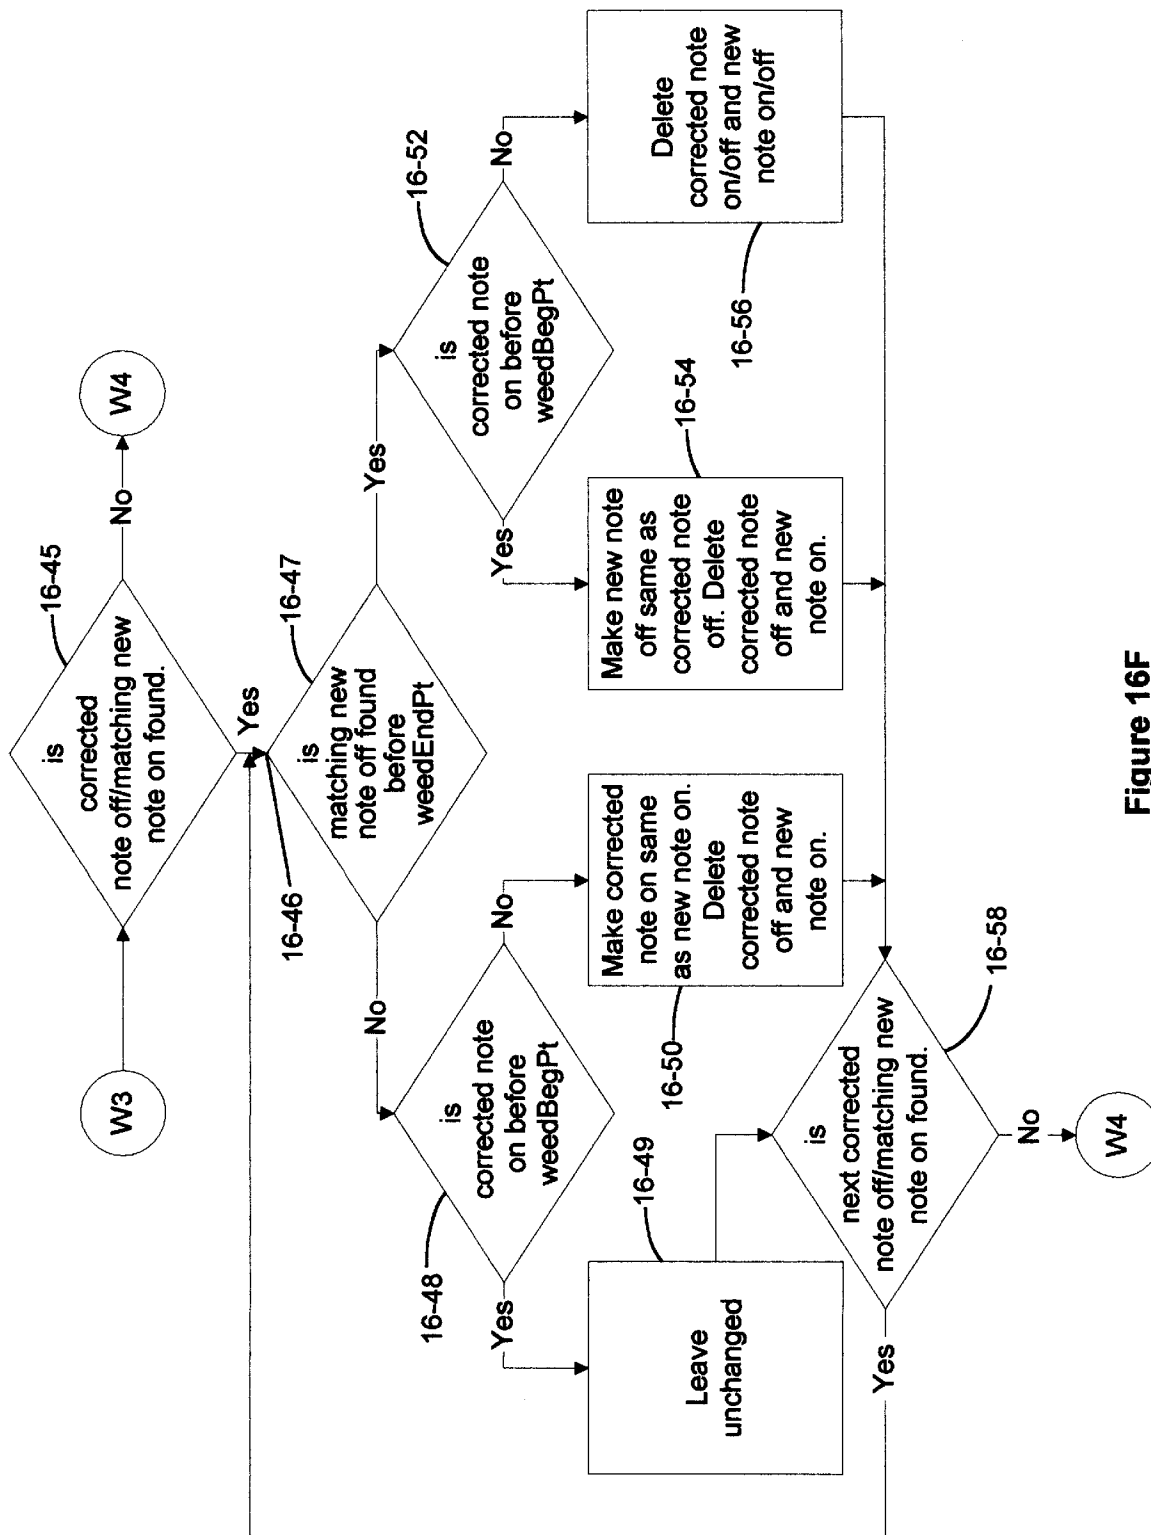 W3
is
corrected
note off/matching new
note on found.
16-45
No
W4
Yes
16-46
is
matching new
note off found
before
weedEndPt
16-47
No
Yes
is
corrected note
on before
weedBegPt
16-48
Yes
No
is
corrected note
on before
weedBegPt
16-52
Yes
No
Leave
unchanged
16-49
Make corrected
note on same
as new note on.
Delete
corrected note
off and new
note on.
16-50
Make new note
off same as
corrected note
off. Delete
corrected note
off and new
note on.
16-54
Delete
corrected note
on/off and new
note on/off
16-56
is
next corrected
note off/matching new
note on found.
16-58
Yes
No
W4
Figure 16F